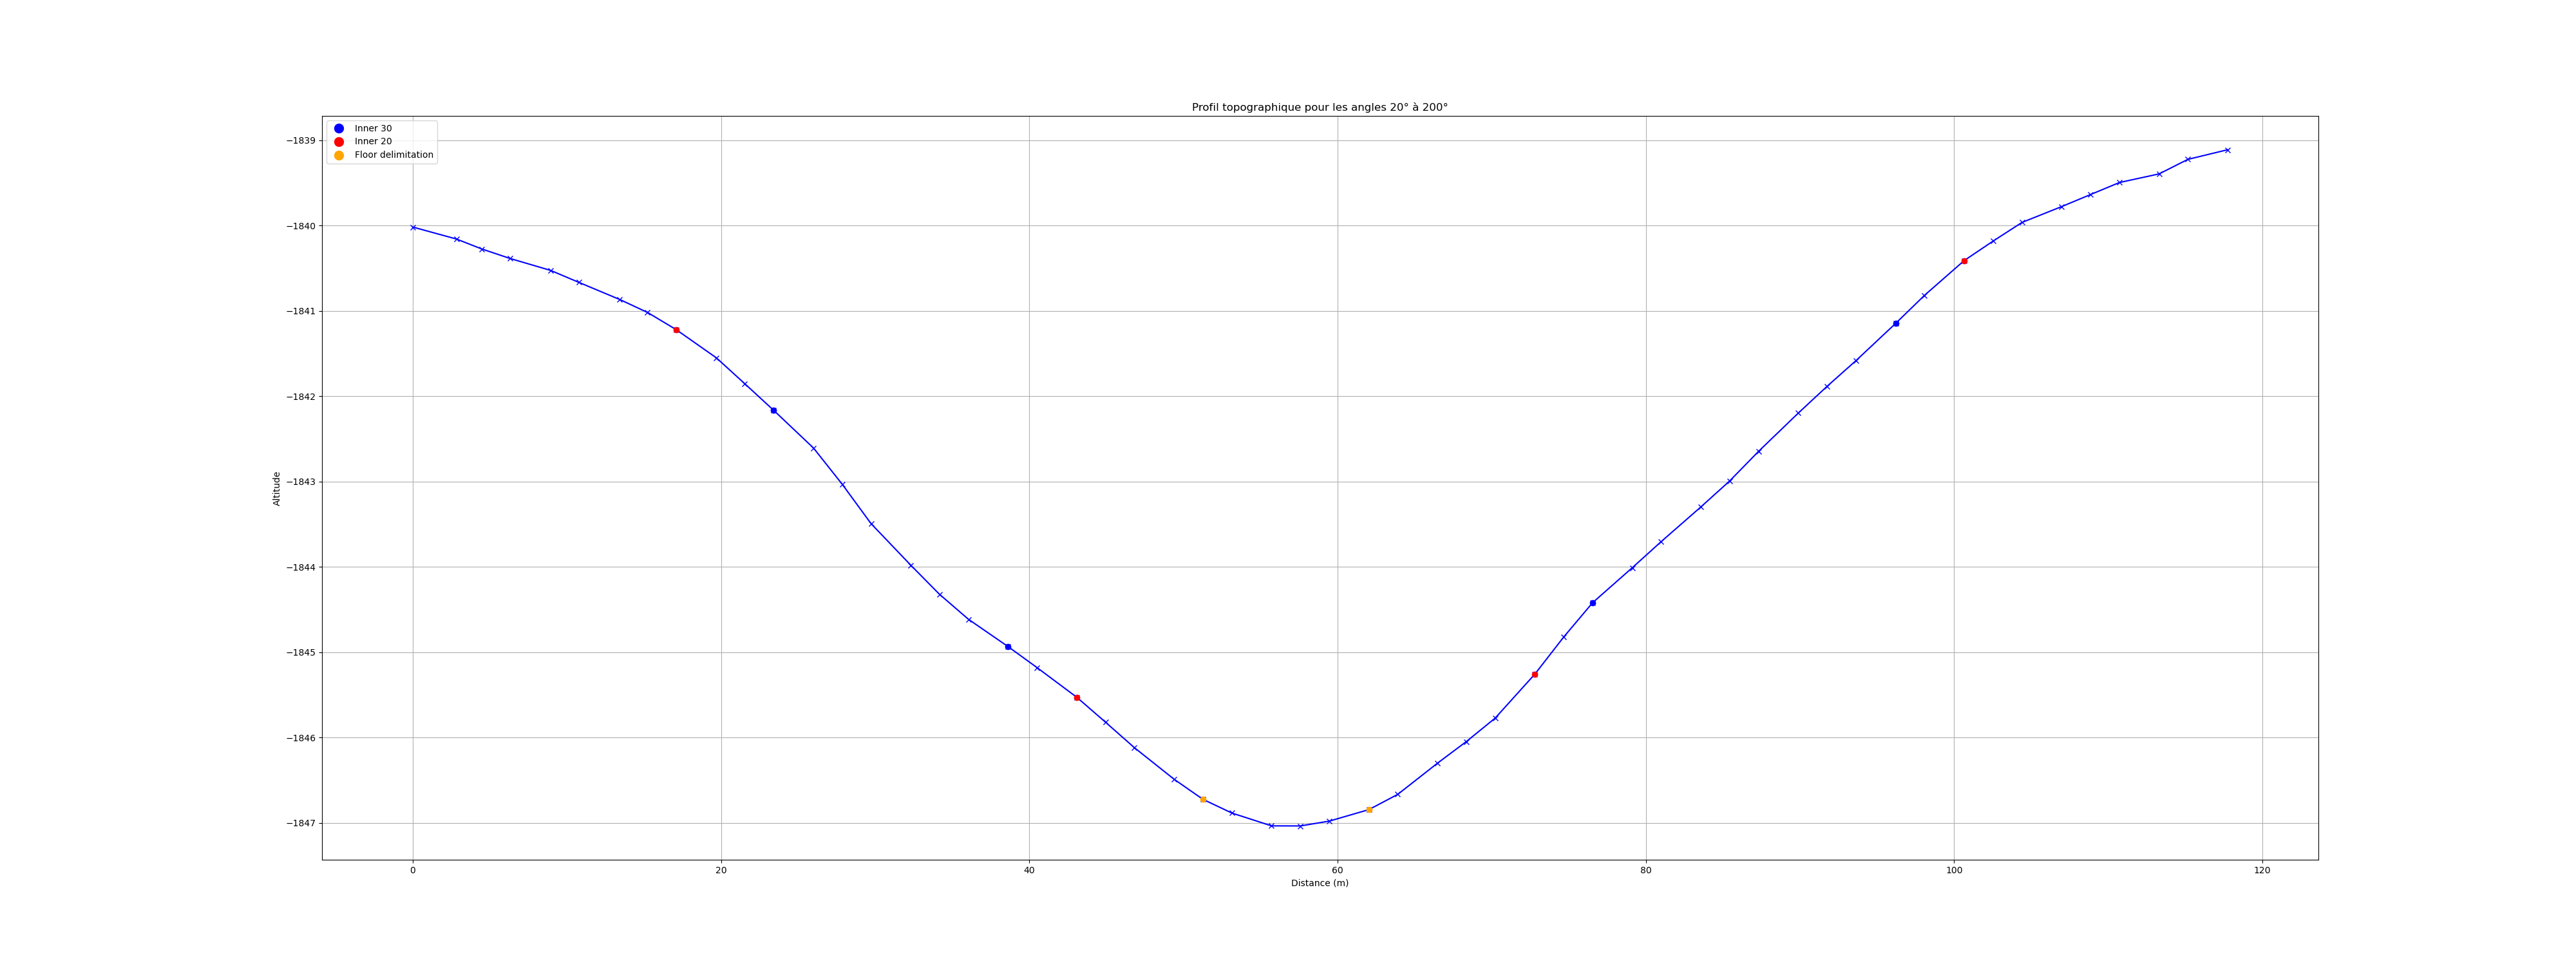 Profil topographique pour les angles 20° à 200°
Inner 30
Inner 20
Floor delimitation
−1839
−1840
−1841
−1842
−1843
−1844
−1845
−1846
−1847
Altitude
0 20 40 60 80 100 120
Distance (m)